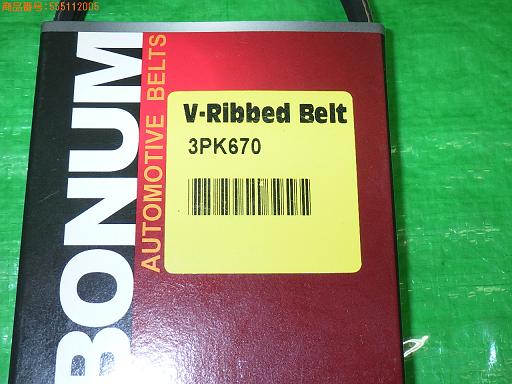 商品番号:555112005
BONUM
AUTOMOTIVE BELTS
V-Ribbed Belt
3PK670